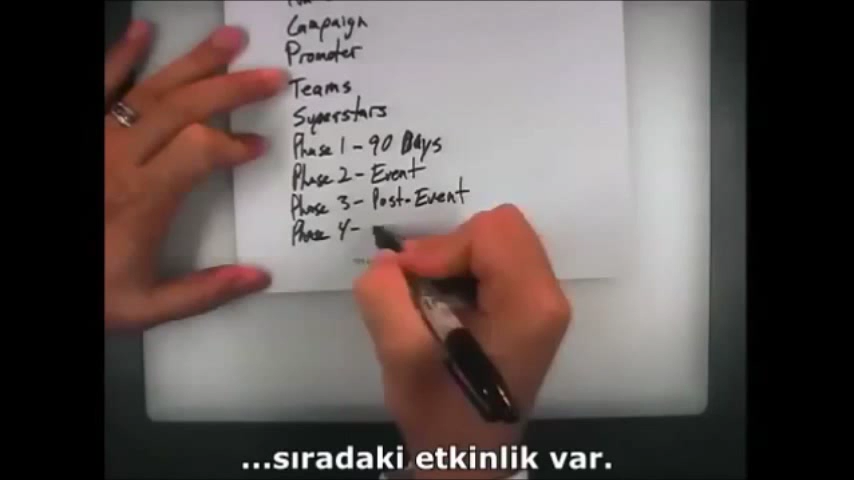 Campaign
Promoter
Teams
Superstars
Phase 1 - 90 Days
Phase 2 - Event
Phase 3 - Post-Event
Phase 4 -
...sıradaki etkinlik var.